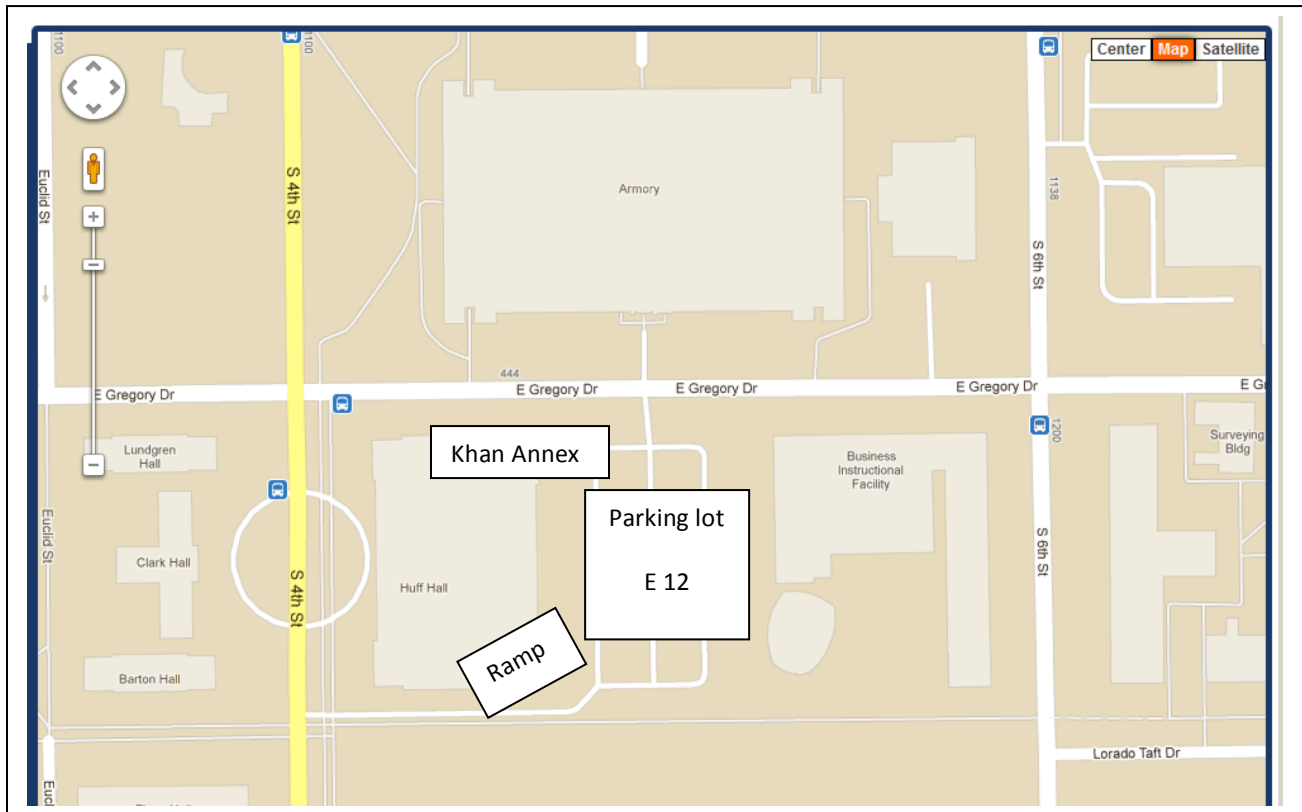 1100
1100
Center Map Satellite
Euclid St
S 4th St
Armory
1138
S 6th St
444
E Gregory Dr
E Gregory Dr
E Gregory Dr
E Gregory Dr
Lundgren
Hall
Khan Annex
Business
Instructional
Facility
1200
Surveying
Bldg
Parking lot
E 12
Euclid St
Clark Hall
S 4th St
Huff Hall
S 6th St
Ramp
Barton Hall
Lorado Taft Dr